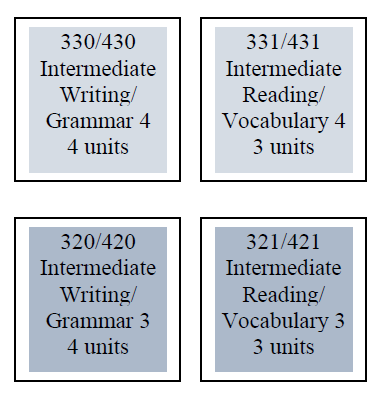 330/430
Intermediate
Writing/
Grammar 4
4 units
331/431
Intermediate
Reading/
Vocabulary 4
3 units
320/420
Intermediate
Writing/
Grammar 3
4 units
321/421
Intermediate
Reading/
Vocabulary 3
3 units